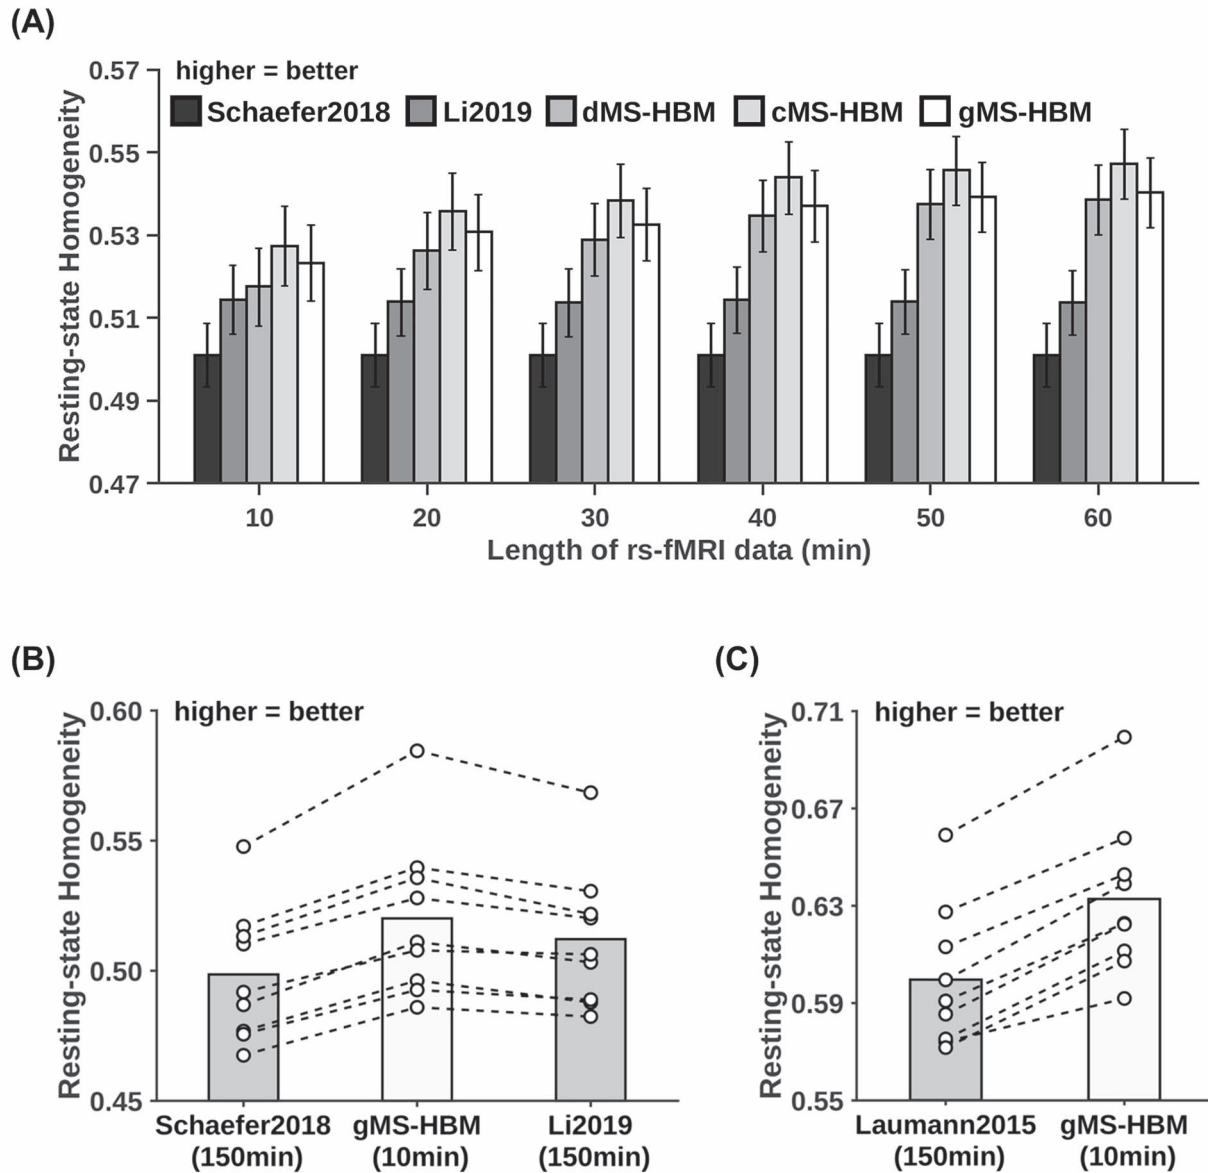 (A)
higher = better
Schaefer2018 Li2019 dMS-HBM cMS-HBM gMS-HBM
Resting-state Homogeneity
0.57
0.55
0.53
0.51
0.49
0.47
10 20 30 40 50 60
Length of rs-fMRI data (min)
(B)
higher = better
Resting-state Homogeneity
0.60
0.55
0.50
0.45
Schaefer2018 gMS-HBM Li2019
(150min) (10min) (150min)
(C)
higher = better
Resting-state Homogeneity
0.71
0.67
0.63
0.59
0.55
Laumann2015 gMS-HBM
(150min) (10min)